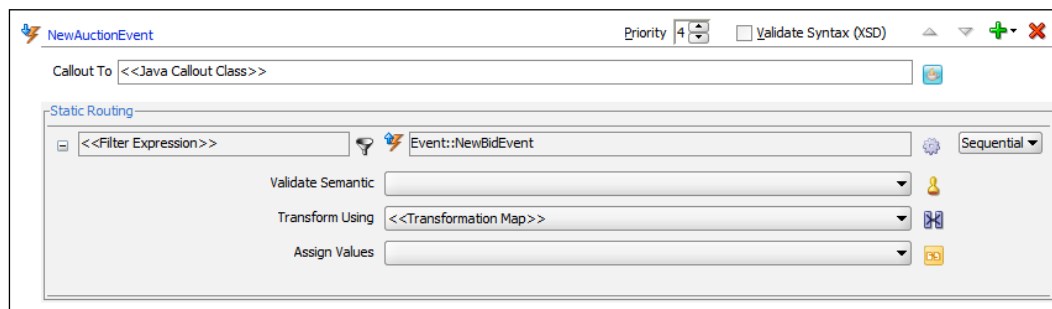 NewAuctionEvent Priority 4 Validate Syntax (XSD)
Callout To <<Java Callout Class>>
Static Routing
<<Filter Expression>> Event::NewBidEvent Sequential
Validate Semantic
Transform Using <<Transformation Map>>
Assign Values